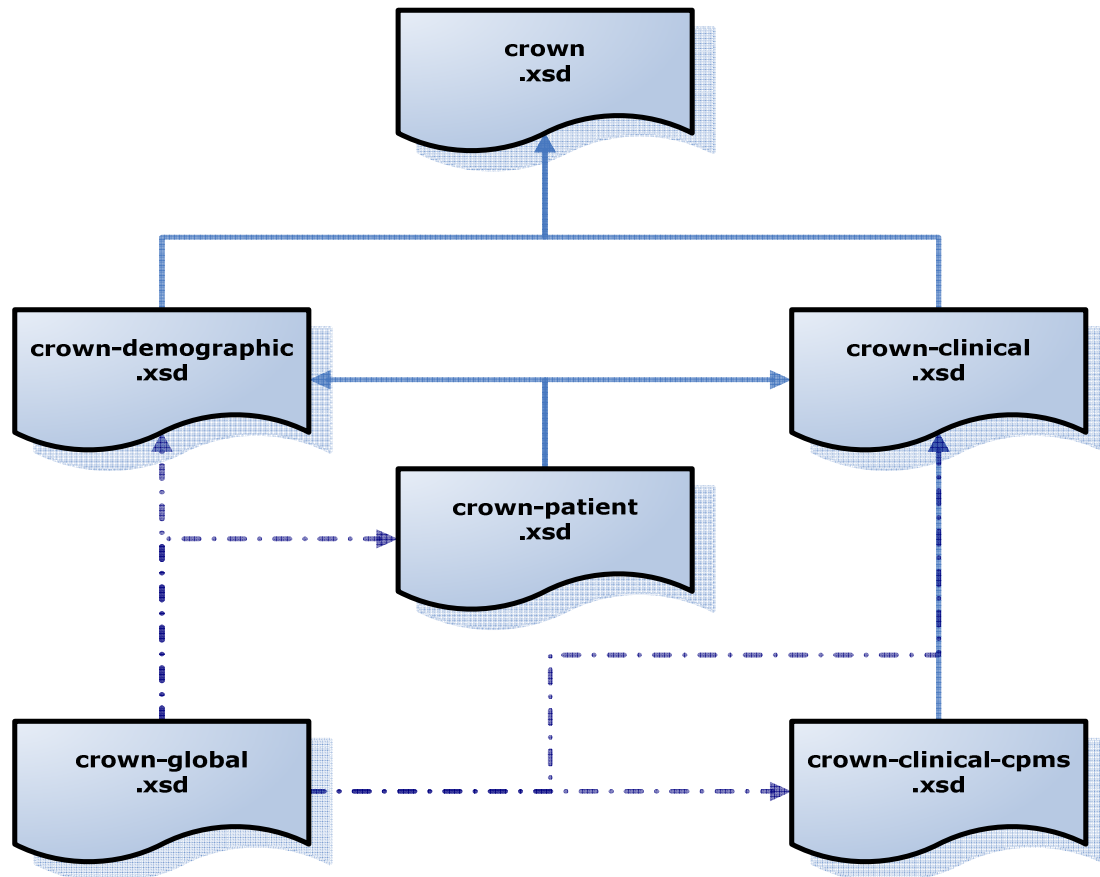 crown
.xsd
crown-demographic
.xsd
crown-clinical
.xsd
crown-patient
.xsd
crown-global
.xsd
crown-clinical-cpms
.xsd